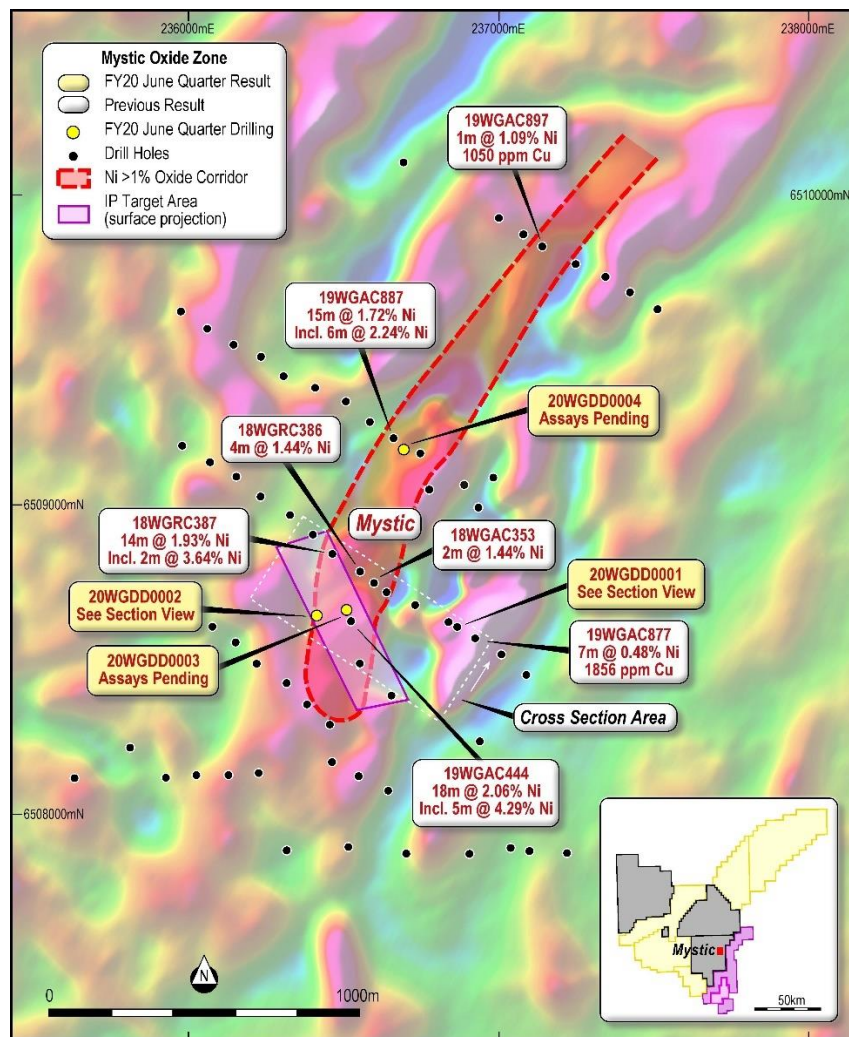 236000mE
237000mE
238000mE
Mystic Oxide Zone
FY20 June Quarter Result
Previous Result
FY20 June Quarter Drilling
Drill Holes
Ni >1% Oxide Corridor
IP Target Area
(surface projection)
19WGAC897
1m @ 1.09% Ni
1050 ppm Cu
6510000mN
19WGAC887
15m @ 1.72% Ni
Incl. 6m @ 2.24% Ni
20WGDD0004
Assays Pending
18WGRC386
4m @ 1.44% Ni
6509000mN
Mystic
18WGRC387
14m @ 1.93% Ni
Incl. 2m @ 3.64% Ni
18WGAC353
2m @ 1.44% Ni
20WGDD0001
See Section View
20WGDD0002
See Section View
19WGAC877
7m @ 0.48% Ni
1856 ppm Cu
20WGDD0003
Assays Pending
Cross Section Area
19WGAC444
18m @ 2.06% Ni
Incl. 5m @ 4.29% Ni
6508000mN
N
0
1000m
Mystic
50km